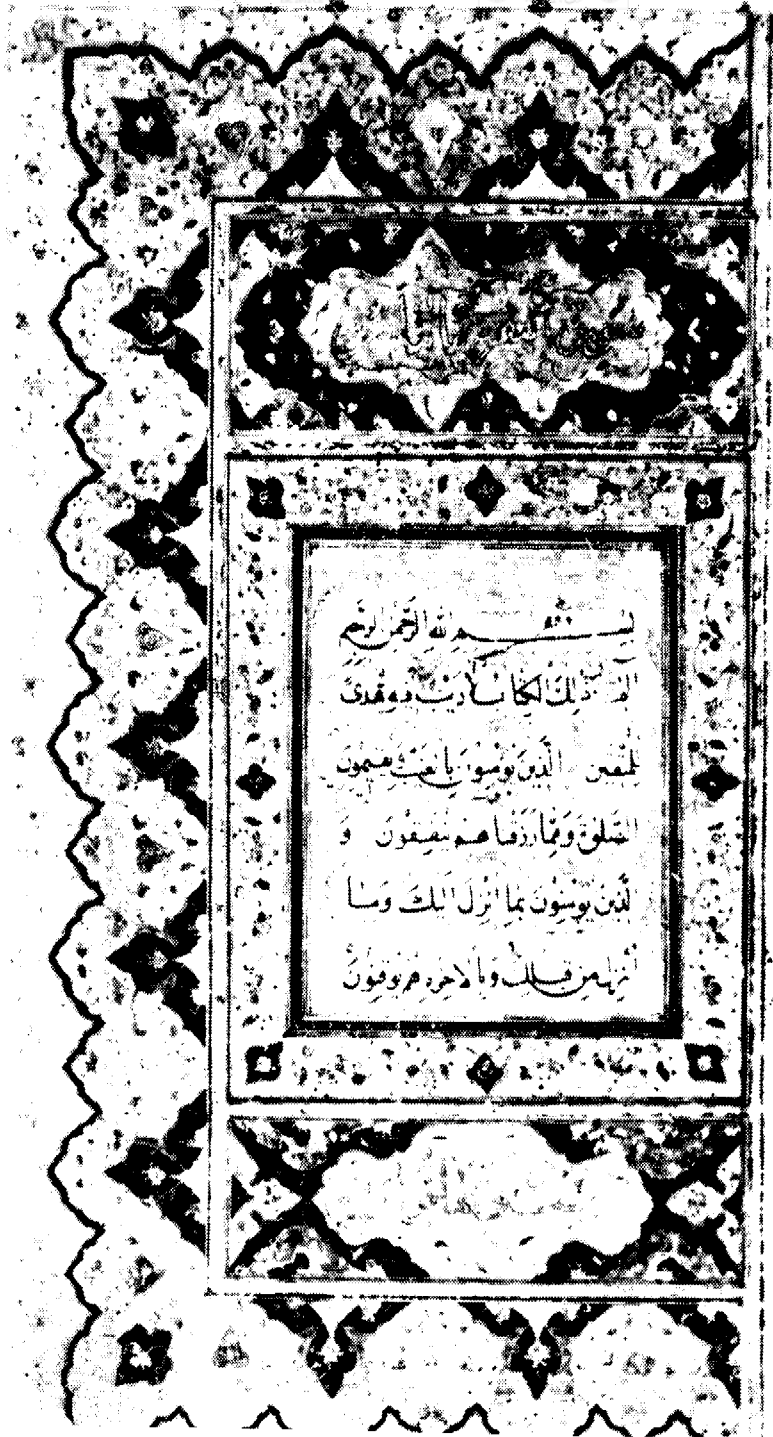 بسم الله الرحمن الرحيم
الم ذلك الكتاب لا ريب فيه هدى
للمتقين الذين يؤمنون بالغيب ويقيمون
الصلوة ومما رزقناهم ينفقون و
لذين يؤمنون بما انزل اليك وما
انزل من قبلك وبالاخرة هم يوقنون